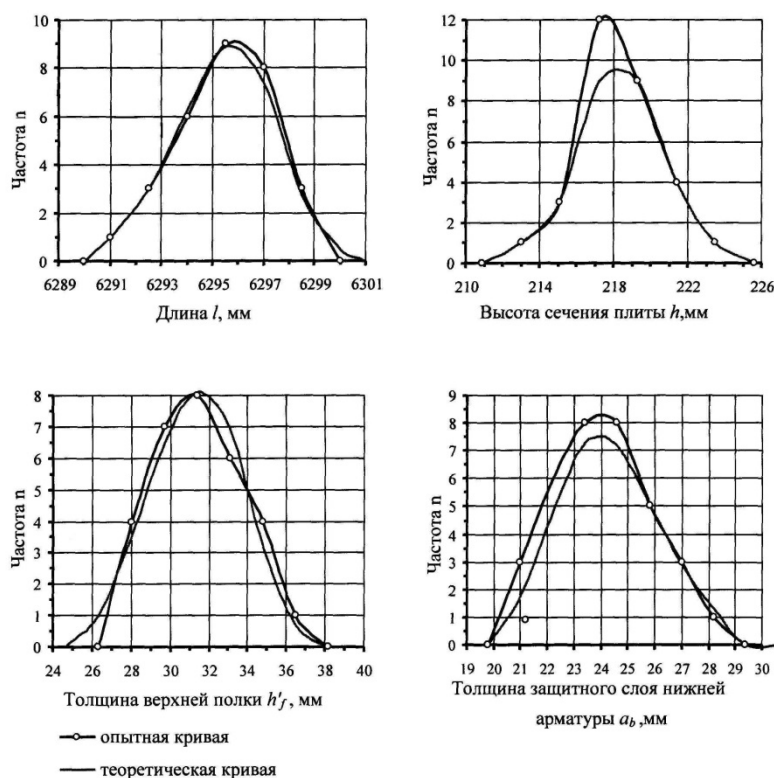 Частота n
10
8
6
4
2
0
6289 6291 6293 6295 6297 6299 6301
Длина l, мм
Частота n
12
10
8
6
4
2
0
210 214 218 222 226
Высота сечения плиты h,мм
Частота n
8
7
6
5
4
3
2
1
0
24 26 28 30 32 34 36 38 40
Толщина верхней полки h'f , мм
Частота n
9
8
7
6
5
4
3
2
1
0
19 20 21 22 23 24 25 26 27 28 29 30
Толщина защитного слоя нижней
арматуры ab ,мм
опытная кривая
теоретическая кривая